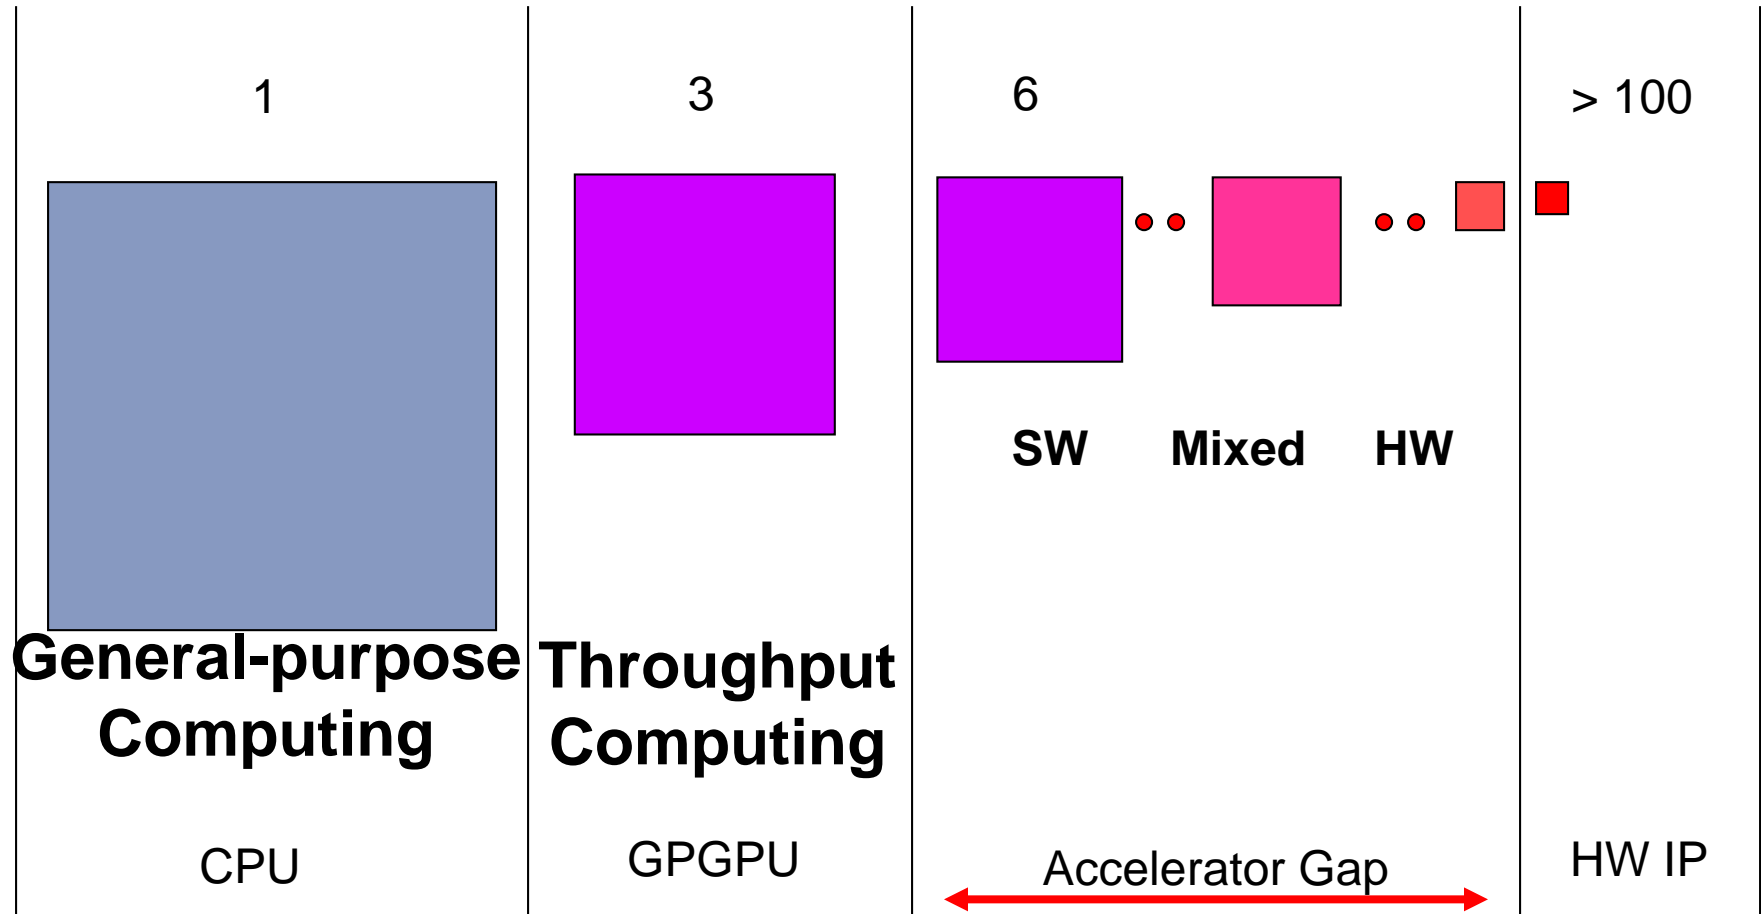 1
3
6
> 100
SW
Mixed
HW
General-purpose
Computing
Throughput
Computing
CPU
GPGPU
Accelerator Gap
HW IP